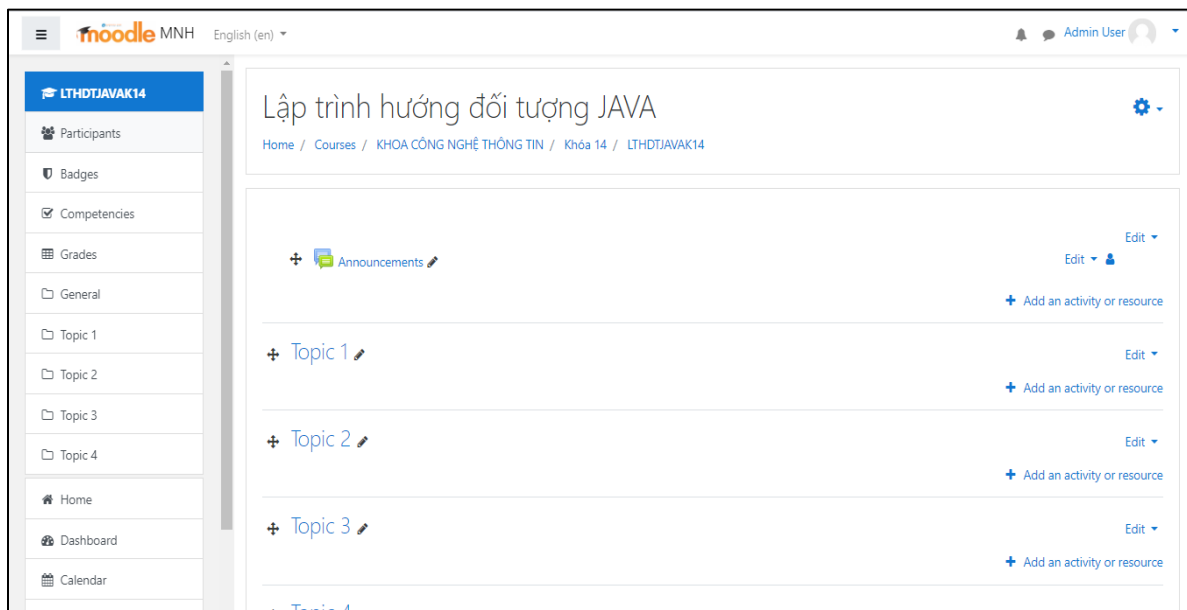 moodle MNH English (en) Admin User
LTHDTJAVAK14
Participants
Badges
Competencies
Grades
General
Topic 1
Topic 2
Topic 3
Topic 4
Home
Dashboard
Calendar
Lập trình hướng đối tượng JAVA
Home / Courses / KHOA CÔNG NGHỆ THÔNG TIN / Khóa 14 / LTHDTJAVAK14
Edit
Announcements Edit
Add an activity or resource
Topic 1 Edit
Add an activity or resource
Topic 2 Edit
Add an activity or resource
Topic 3 Edit
Add an activity or resource
Topic 4